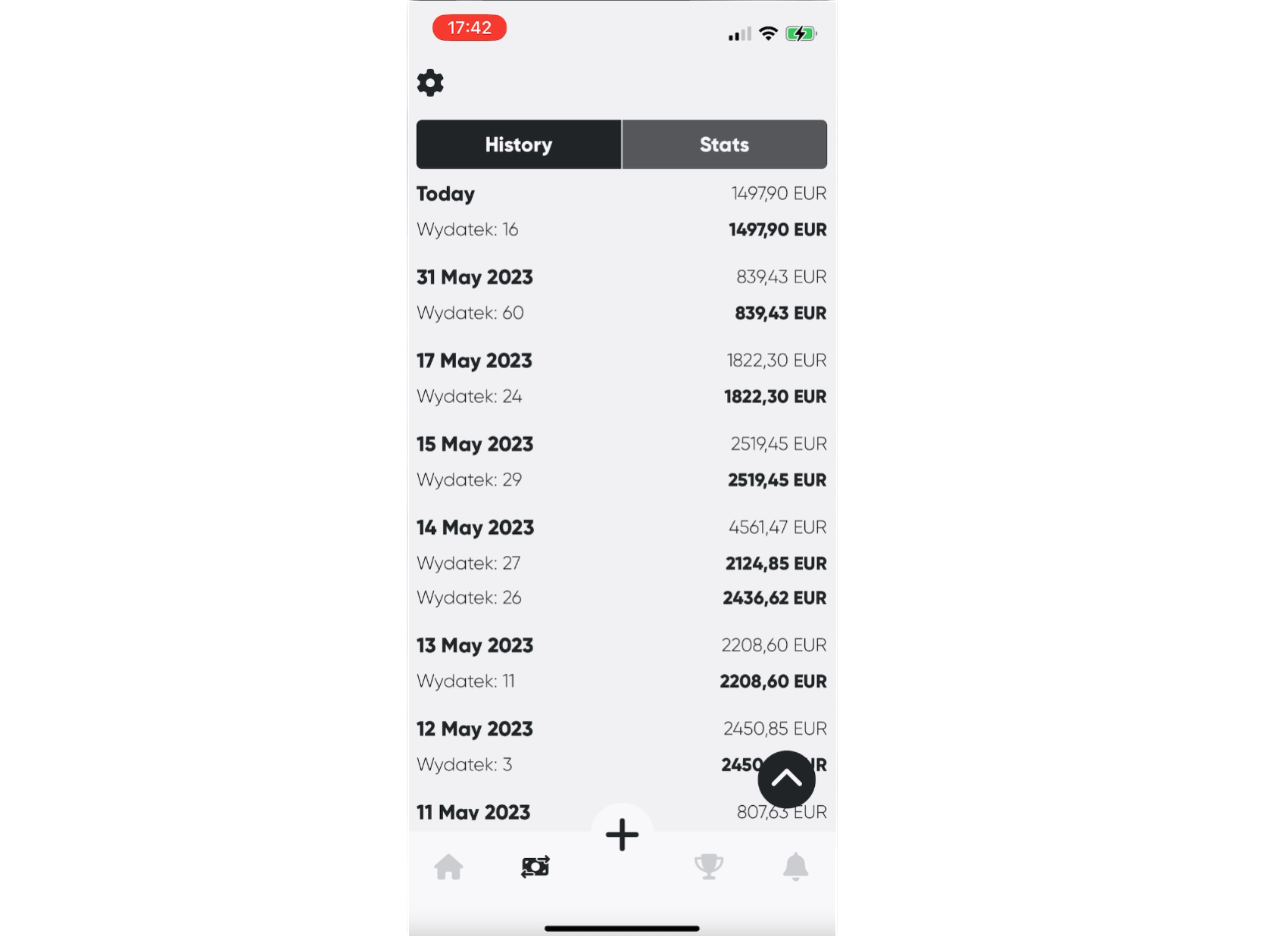 17:42
History Stats
Today 1497,90 EUR
Wydatek: 16 1497,90 EUR
31 May 2023 839,43 EUR
Wydatek: 60 839,43 EUR
17 May 2023 1822,30 EUR
Wydatek: 24 1822,30 EUR
15 May 2023 2519,45 EUR
Wydatek: 29 2519,45 EUR
14 May 2023 4561,47 EUR
Wydatek: 27 2124,85 EUR
Wydatek: 26 2436,62 EUR
13 May 2023 2208,60 EUR
Wydatek: 11 2208,60 EUR
12 May 2023 2450,85 EUR
Wydatek: 3 2450
11 May 2023 807,63 EUR